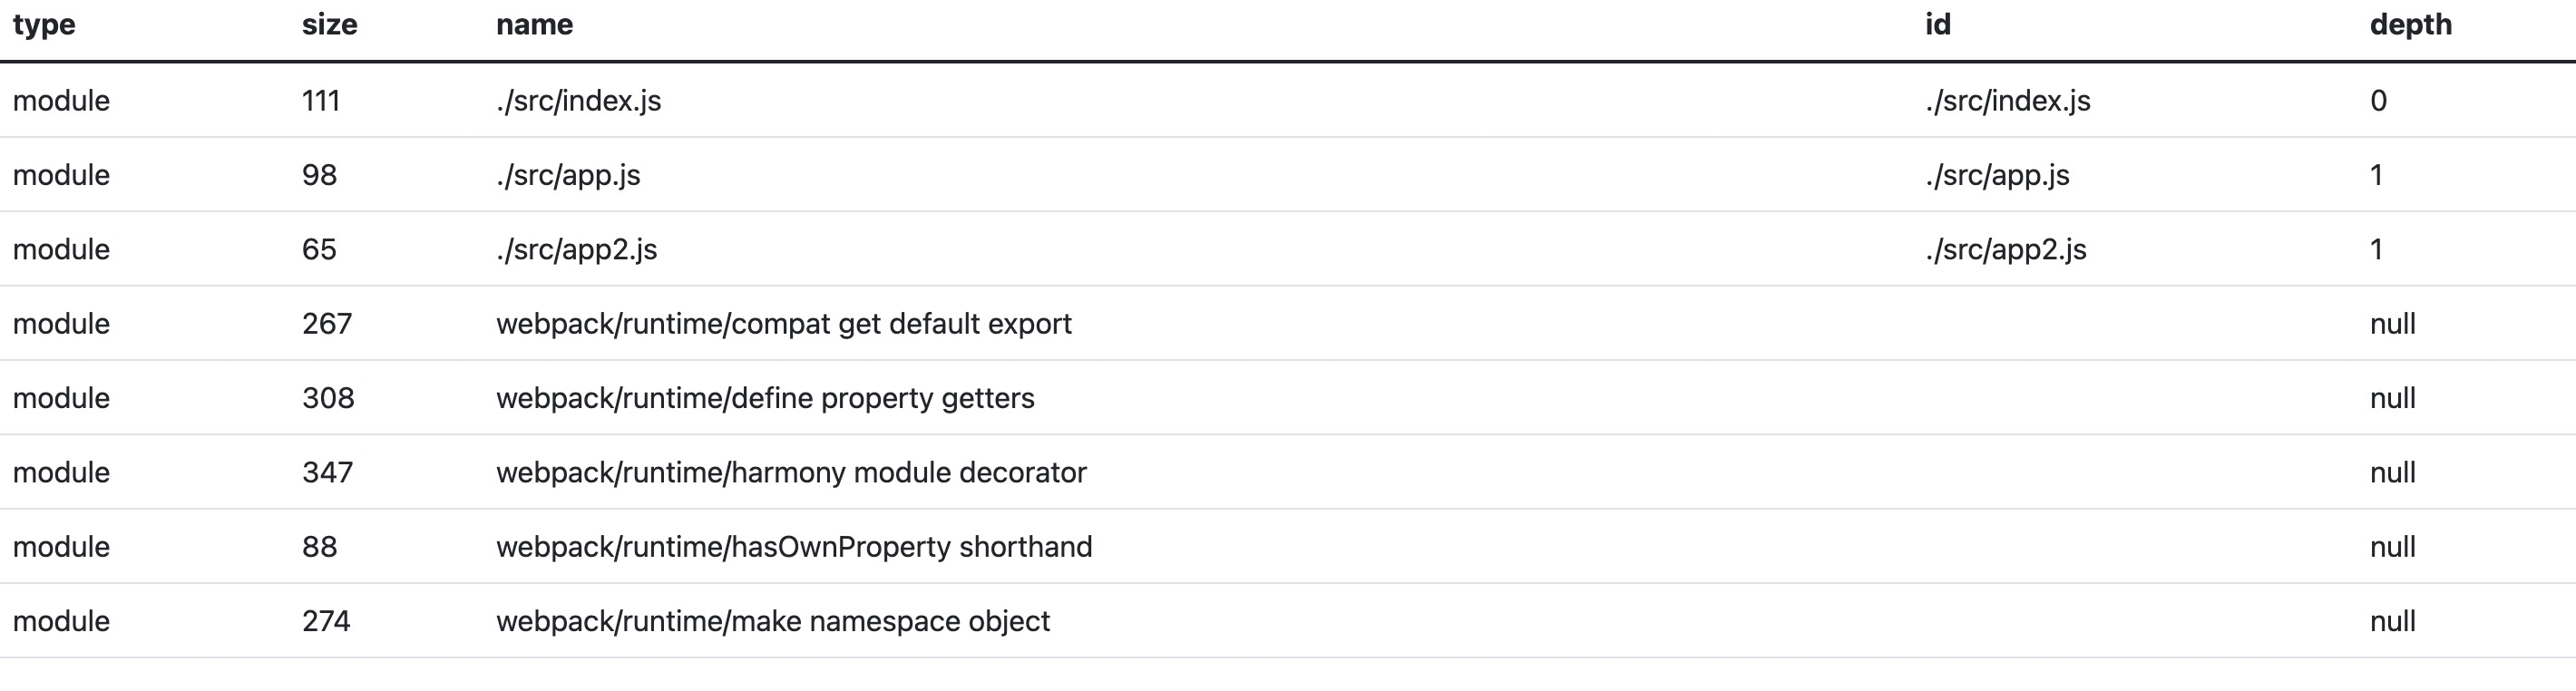 type size name id depth
module 111 ./src/index.js ./src/index.js 0
module 98 ./src/app.js ./src/app.js 1
module 65 ./src/app2.js ./src/app2.js 1
module 267 webpack/runtime/compat get default export null
module 308 webpack/runtime/define property getters null
module 347 webpack/runtime/harmony module decorator null
module 88 webpack/runtime/hasOwnProperty shorthand null
module 274 webpack/runtime/make namespace object null